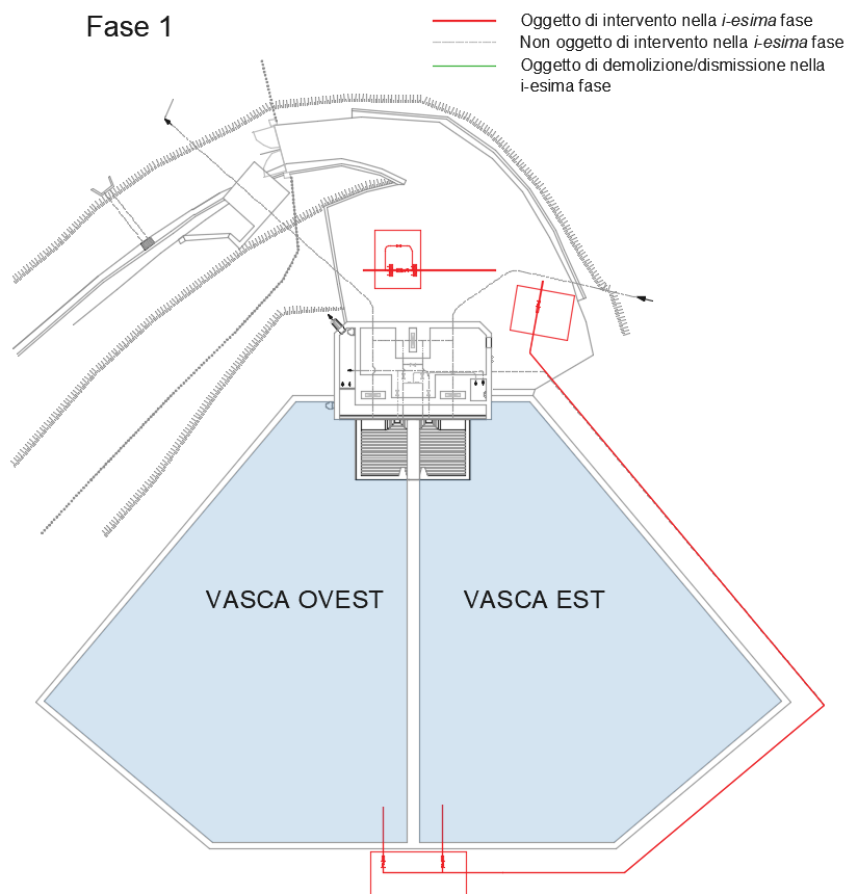 Fase 1
Oggetto di intervento nella i-esima fase
Non oggetto di intervento nella i-esima fase
Oggetto di demolizione/dismissione nella
i-esima fase
VASCA OVEST
VASCA EST